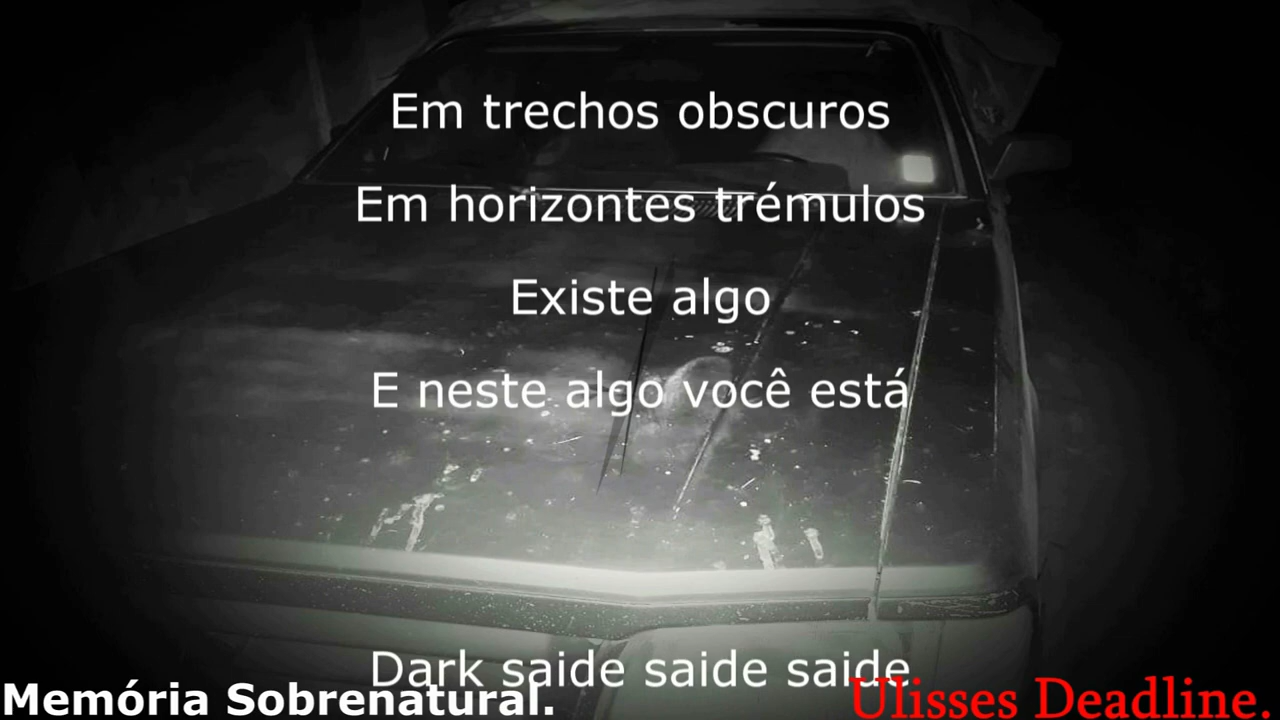 Em trechos obscuros
Em horizontes trémulos
Existe algo
E neste algo você está
Dark saide saide saide
Memória Sobrenatural.
Ulisses Deadline.